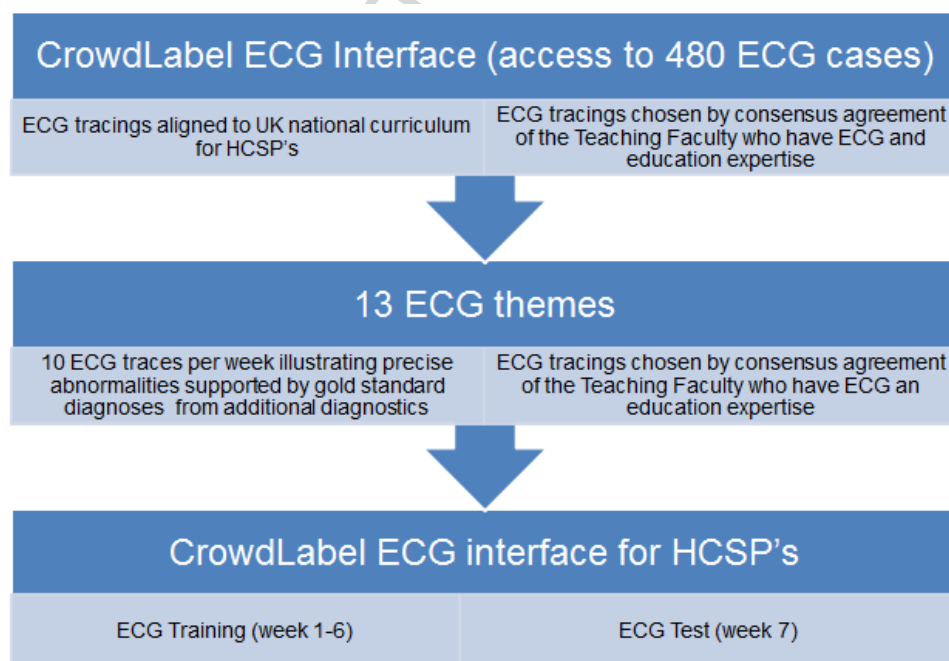 CrowdLabel ECG Interface (access to 480 ECG cases)
ECG tracings aligned to UK national curriculum
for HCSP's
ECG tracings chosen by consensus agreement
of the Teaching Faculty who have ECG and
education expertise
13 ECG themes
10 ECG traces per week illustrating precise
abnormalities supported by gold standard
diagnoses from additional diagnostics
ECG tracings chosen by consensus agreement
of the Teaching Faculty who have ECG an
education expertise
CrowdLabel ECG interface for HCSP's
ECG Training (week 1-6)
ECG Test (week 7)